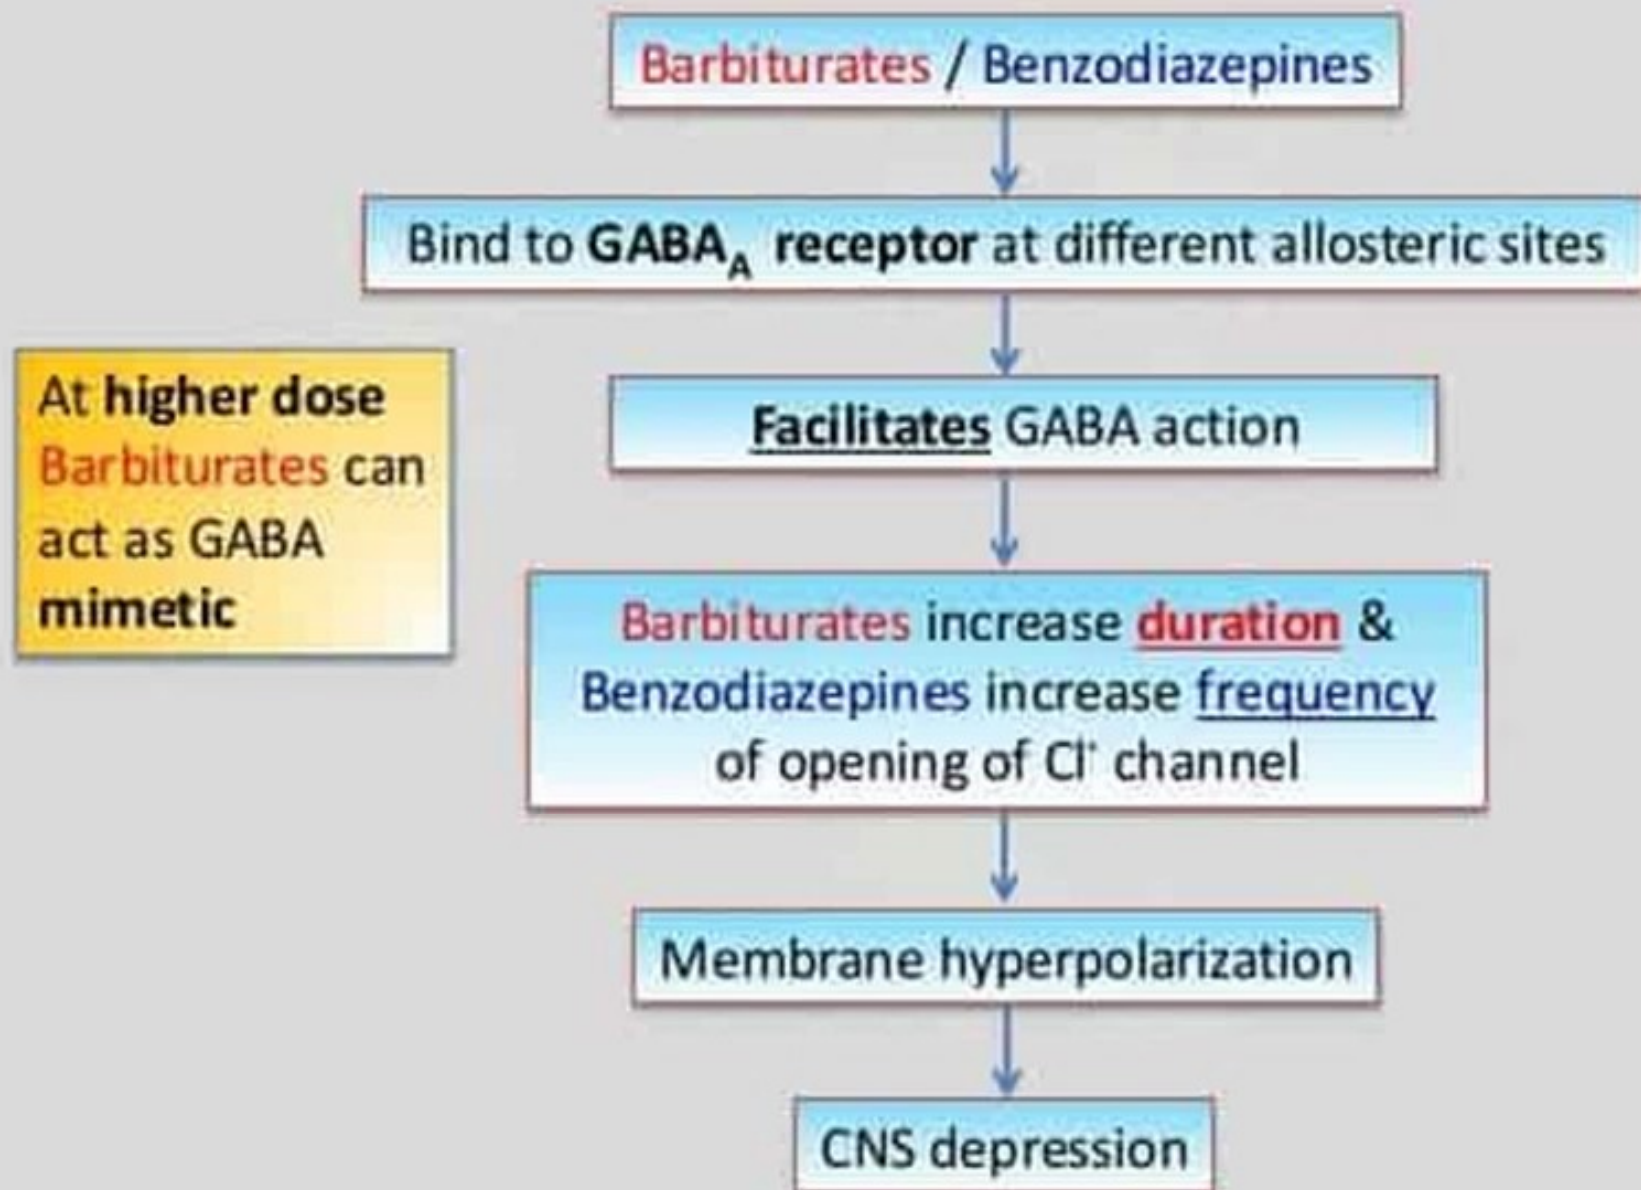 Barbiturates / Benzodiazepines
Bind to GABA_A receptor at different allosteric sites
At higher dose
Barbiturates can
act as GABA
mimetic
Facilitates GABA action
Barbiturates increase duration &
Benzodiazepines increase frequency
of opening of Cl⁻ channel
Membrane hyperpolarization
CNS depression